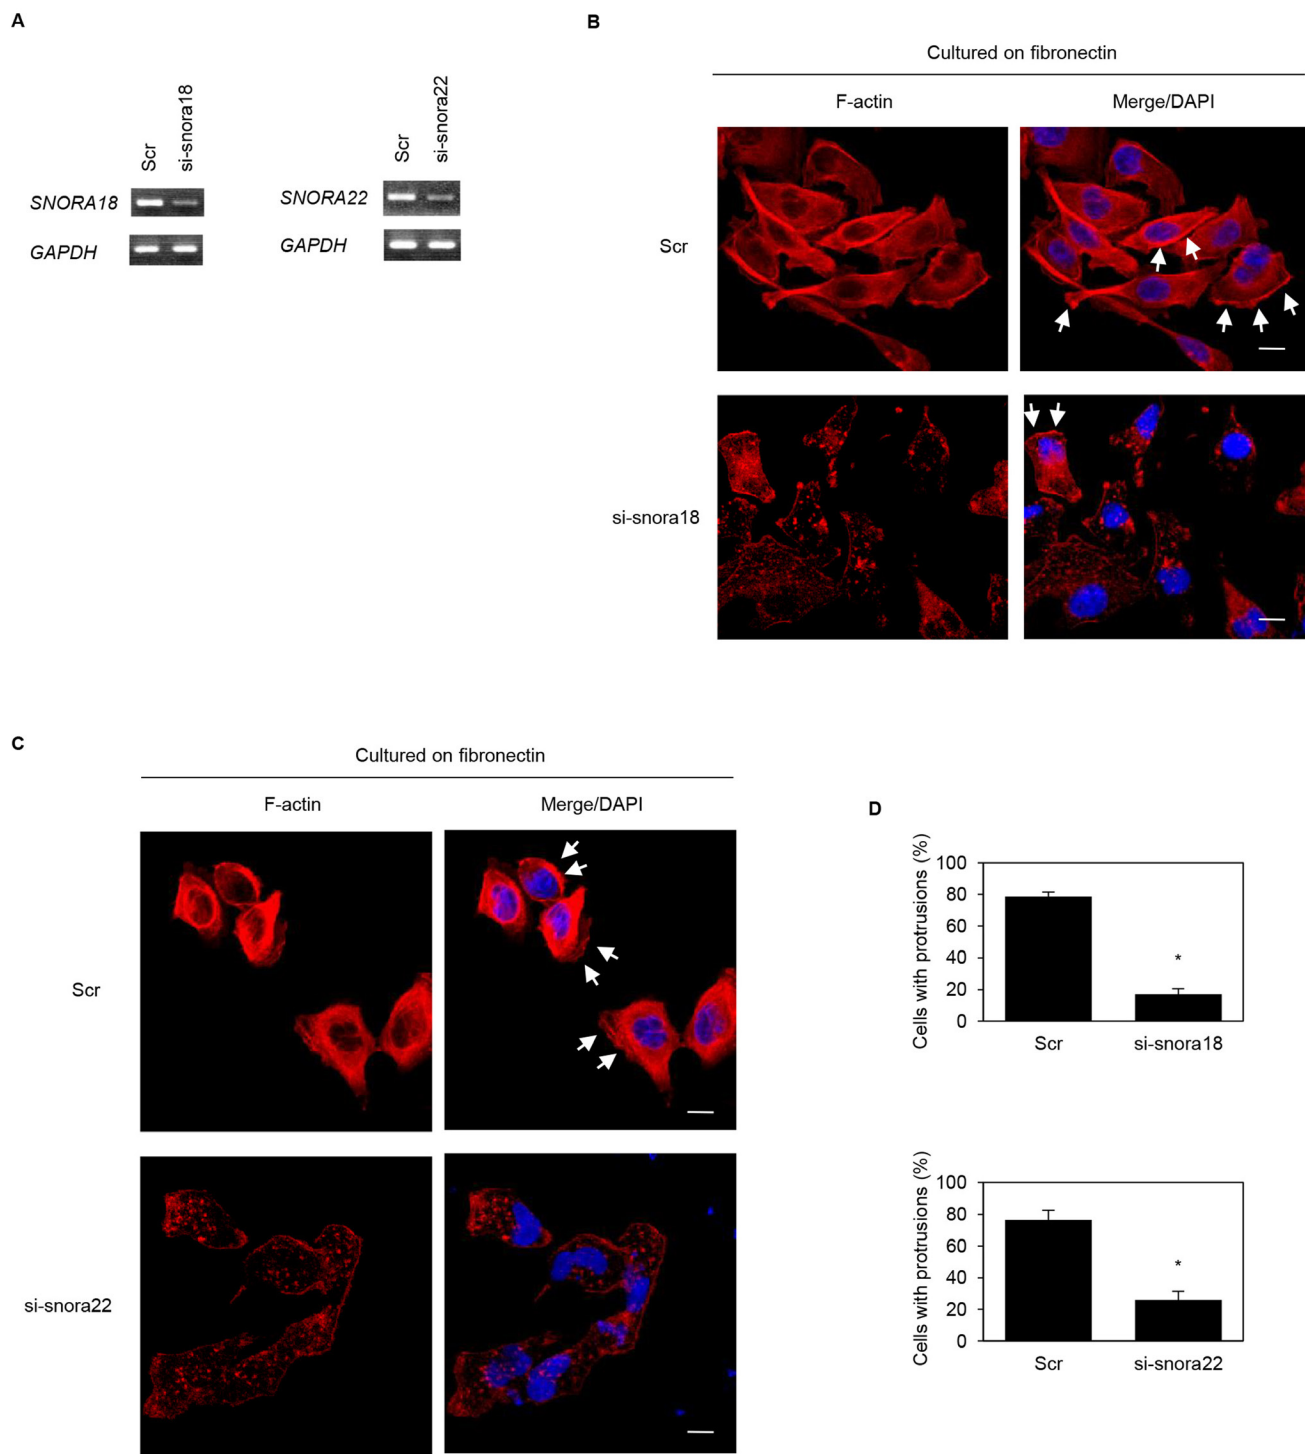 A
Scr
si-snora18
SNORA18
GAPDH
Scr
si-snora22
SNORA22
GAPDH
B
Cultured on fibronectin
F-actin
Merge/DAPI
Scr
si-snora18
C
Cultured on fibronectin
F-actin
Merge/DAPI
Scr
si-snora22
D
Cells with protrusions (%)
100
80
60
40
20
0
*
Scr
si-snora18
Cells with protrusions (%)
100
80
60
40
20
0
*
Scr
si-snora22